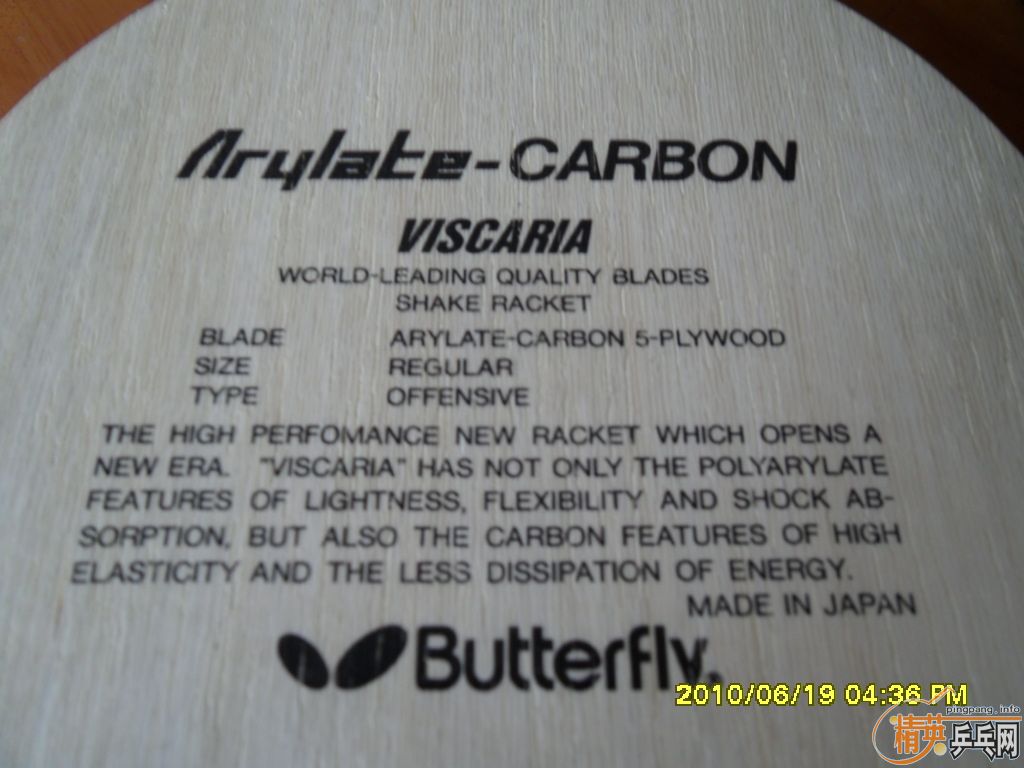 Arylate-CARBON
VISCARIA
WORLD-LEADING QUALITY BLADES
SHAKE RACKET
BLADE ARYLATE-CARBON 5-PLYWOOD
SIZE REGULAR
TYPE OFFENSIVE
THE HIGH PERFOMANCE NEW RACKET WHICH OPENS A
NEW ERA. "VISCARIA" HAS NOT ONLY THE POLYARYLATE
FEATURES OF LIGHTNESS, FLEXIBILITY AND SHOCK AB-
SORPTION, BUT ALSO THE CARBON FEATURES OF HIGH
ELASTICITY AND THE LESS DISSIPATION OF ENERGY.
MADE IN JAPAN
Butterfly.
2010/06/19 04:36 PM
pingpang.info
精英乒乓网